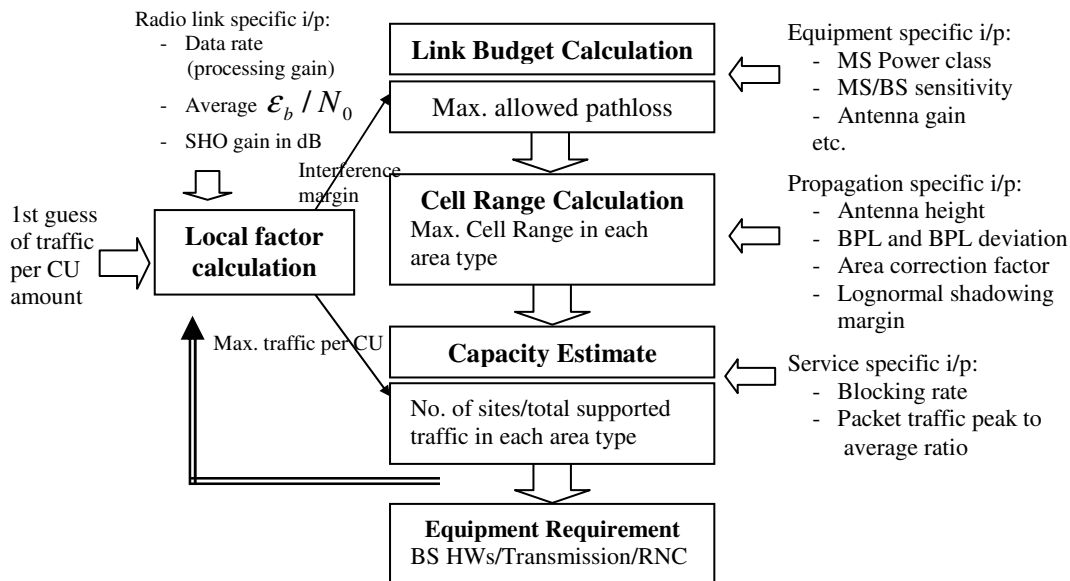 Radio link specific i/p:
- Data rate
(processing gain)
- Average ε_b / N_0
- SHO gain in dB
1st guess
of traffic
per CU
amount
Local factor
calculation
Interference
margin
Max. traffic per CU
Link Budget Calculation
Max. allowed pathloss
Cell Range Calculation
Max. Cell Range in each
area type
Capacity Estimate
No. of sites/total supported
traffic in each area type
Equipment Requirement
BS HWs/Transmission/RNC
Equipment specific i/p:
- MS Power class
- MS/BS sensitivity
- Antenna gain
etc.
Propagation specific i/p:
- Antenna height
- BPL and BPL deviation
- Area correction factor
- Lognormal shadowing
margin
Service specific i/p:
- Blocking rate
- Packet traffic peak to
average ratio